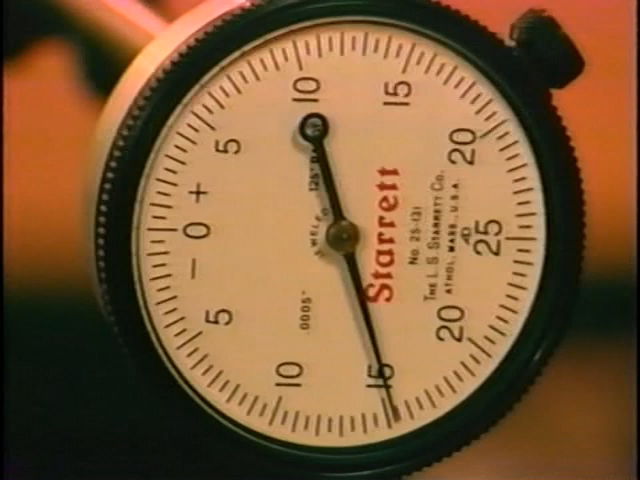 − 0 +
5 5
10 10
.0005"
Starrett
15 15
No. 25-131
THE L.S. STARRETT CO.
ATHOL, MASS., U.S.A.
20 20
25